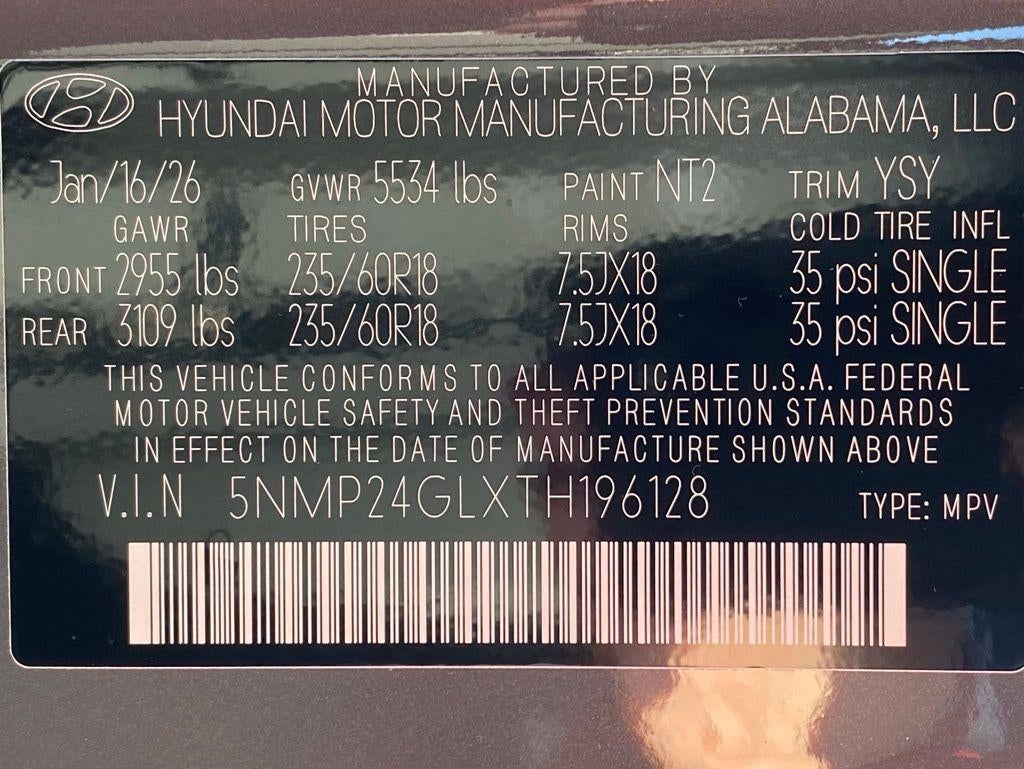 MANUFACTURED BY
HYUNDAI MOTOR MANUFACTURING ALABAMA, LLC
Jan/16/26 GVWR 5534 lbs PAINT NT2 TRIM YSY
GAWR TIRES RIMS COLD TIRE INFL
FRONT 2955 lbs 235/60R18 7.5JX18 35 psi SINGLE
REAR 3109 lbs 235/60R18 7.5JX18 35 psi SINGLE
THIS VEHICLE CONFORMS TO ALL APPLICABLE U.S.A. FEDERAL
MOTOR VEHICLE SAFETY AND THEFT PREVENTION STANDARDS
IN EFFECT ON THE DATE OF MANUFACTURE SHOWN ABOVE
V.I.N 5NMP24GLXTH196128 TYPE: MPV